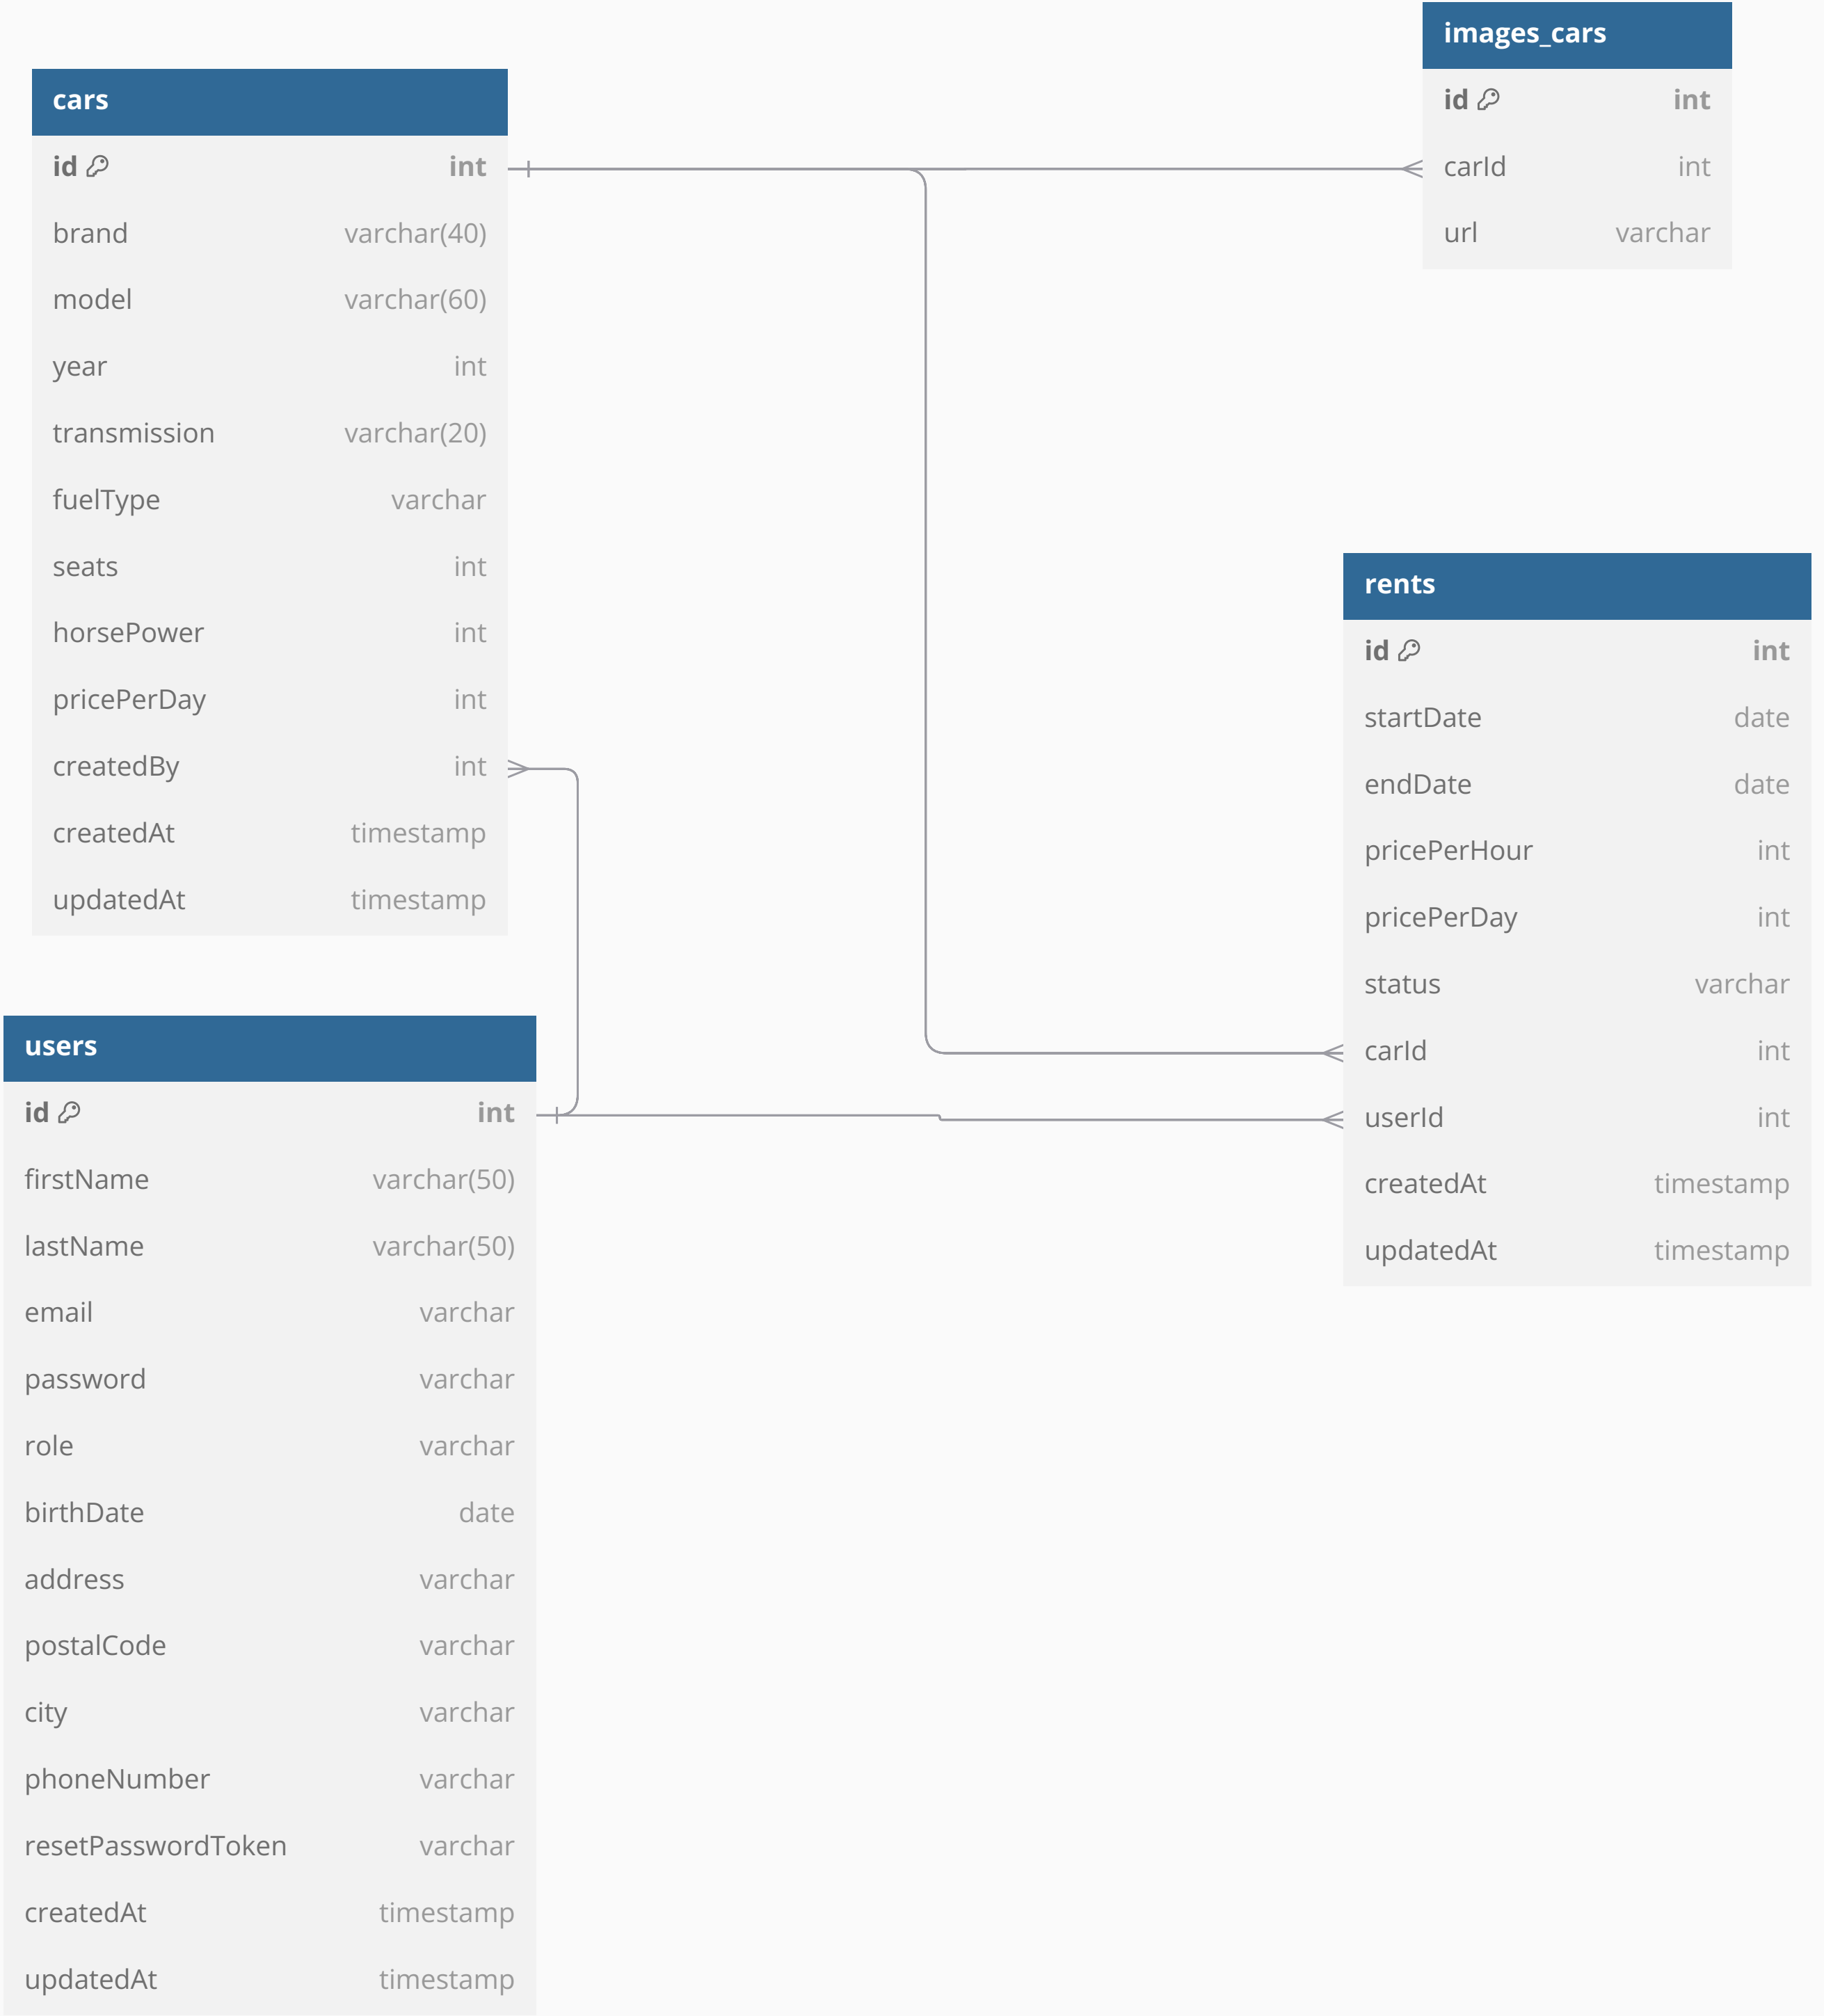 cars
id int
brand varchar(40)
model varchar(60)
year int
transmission varchar(20)
fuelType varchar
seats int
horsePower int
pricePerDay int
createdBy int
createdAt timestamp
updatedAt timestamp
images_cars
id int
carId int
url varchar
rents
id int
startDate date
endDate date
pricePerHour int
pricePerDay int
status varchar
carId int
userId int
createdAt timestamp
updatedAt timestamp
users
id int
firstName varchar(50)
lastName varchar(50)
email varchar
password varchar
role varchar
birthDate date
address varchar
postalCode varchar
city varchar
phoneNumber varchar
resetPasswordToken varchar
createdAt timestamp
updatedAt timestamp